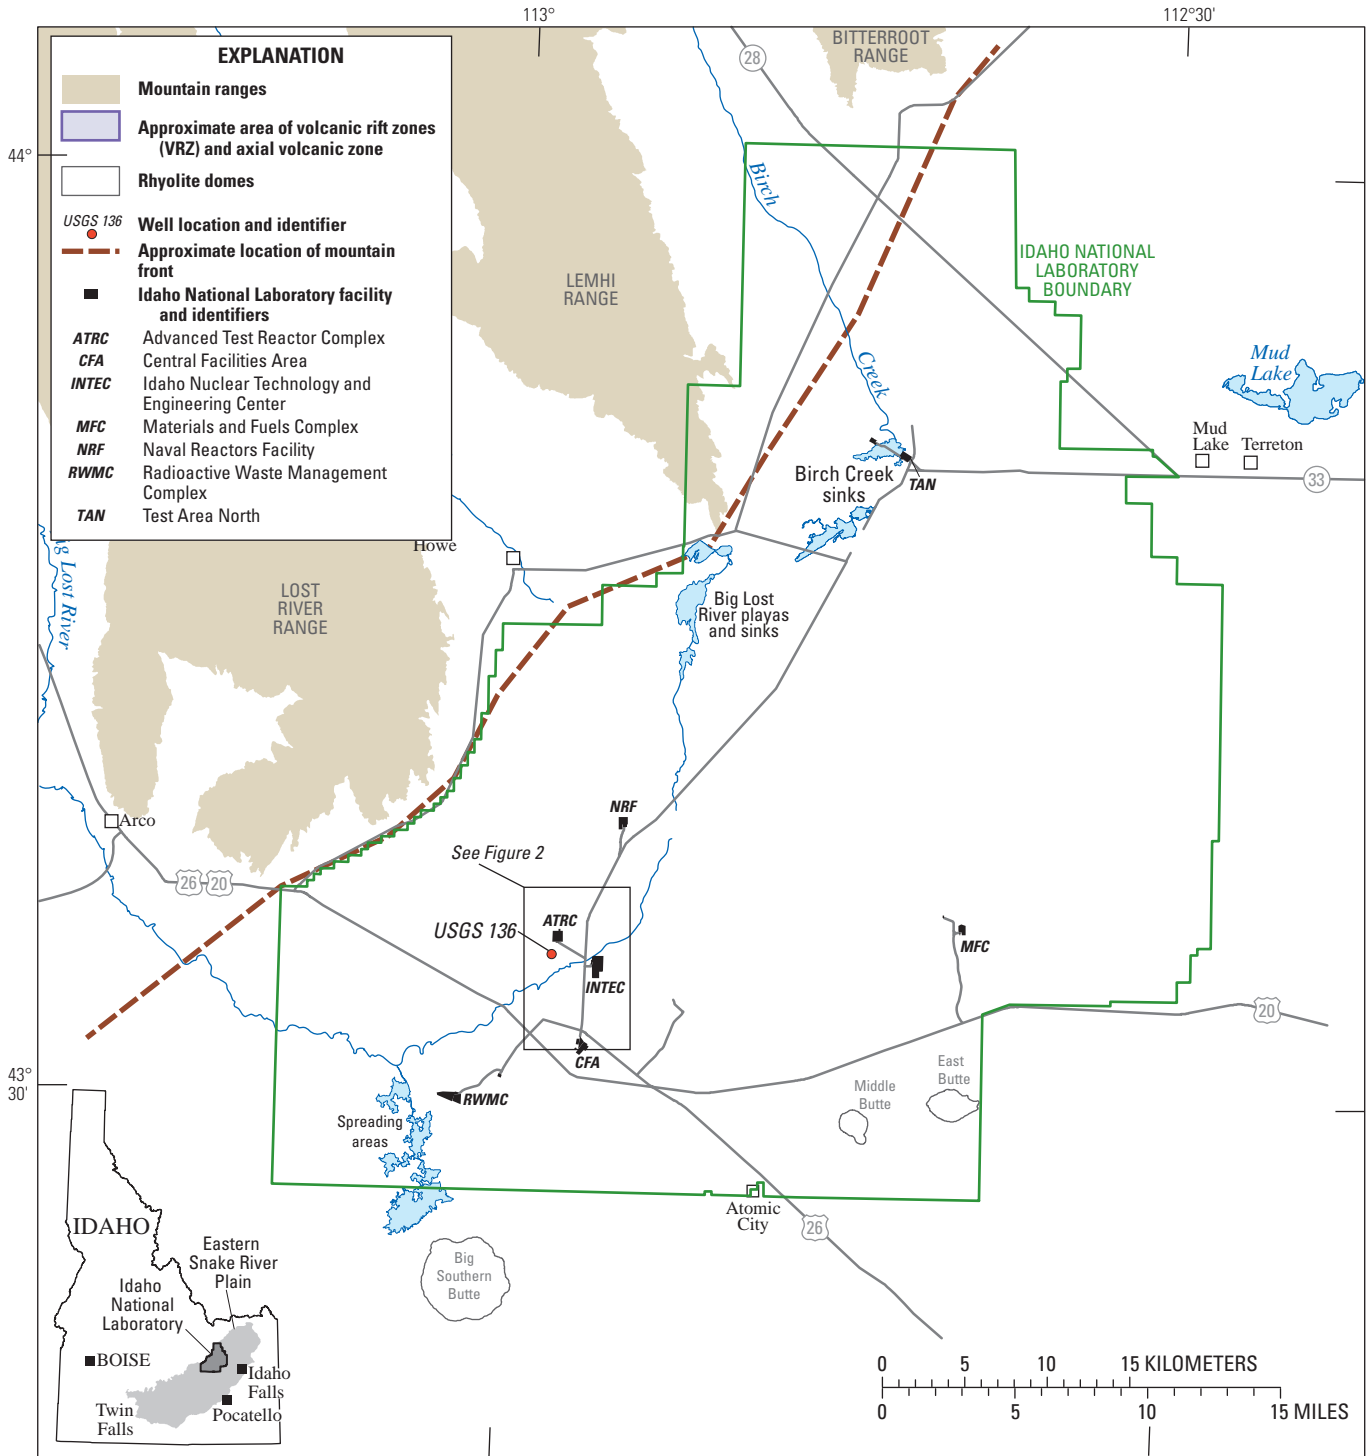 113°
112°30'
EXPLANATION
Mountain ranges
Approximate area of volcanic rift zones
(VRZ) and axial volcanic zone
Rhyolite domes
USGS 136
Well location and identifier
Approximate location of mountain
front
Idaho National Laboratory facility
and identifiers
ATRC Advanced Test Reactor Complex
CFA Central Facilities Area
INTEC Idaho Nuclear Technology and
Engineering Center
MFC Materials and Fuels Complex
NRF Naval Reactors Facility
RWMC Radioactive Waste Management
Complex
TAN Test Area North
44°
BITTERROOT
RANGE
28
Birch
Creek
IDAHO NATIONAL
LABORATORY
BOUNDARY
LEMHI
RANGE
Mud
Lake
Mud
Lake
Terreton
33
Birch Creek
sinks
TAN
Howe
Lost River
LOST
RIVER
RANGE
Big Lost
River playas
and sinks
Arco
26
20
NRF
See Figure 2
ATRC
USGS 136
INTEC
MFC
20
CFA
43°
30'
RWMC
Spreading
areas
Middle
Butte
East
Butte
Atomic
City
26
Big
Southern
Butte
IDAHO
Eastern
Snake River
Plain
Idaho
National
Laboratory
BOISE
Idaho
Falls
Twin
Falls
Pocatello
0 5 10 15 KILOMETERS
0 5 10 15 MILES